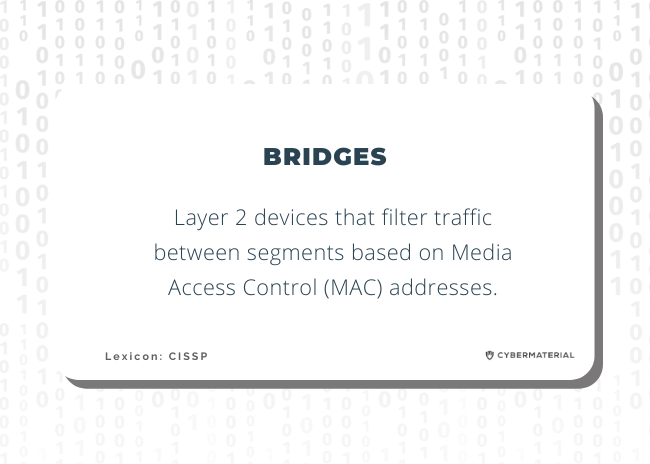 BRIDGES
Layer 2 devices that filter traffic
between segments based on Media
Access Control (MAC) addresses.
Lexicon: CISSP
CYBERMATERIAL